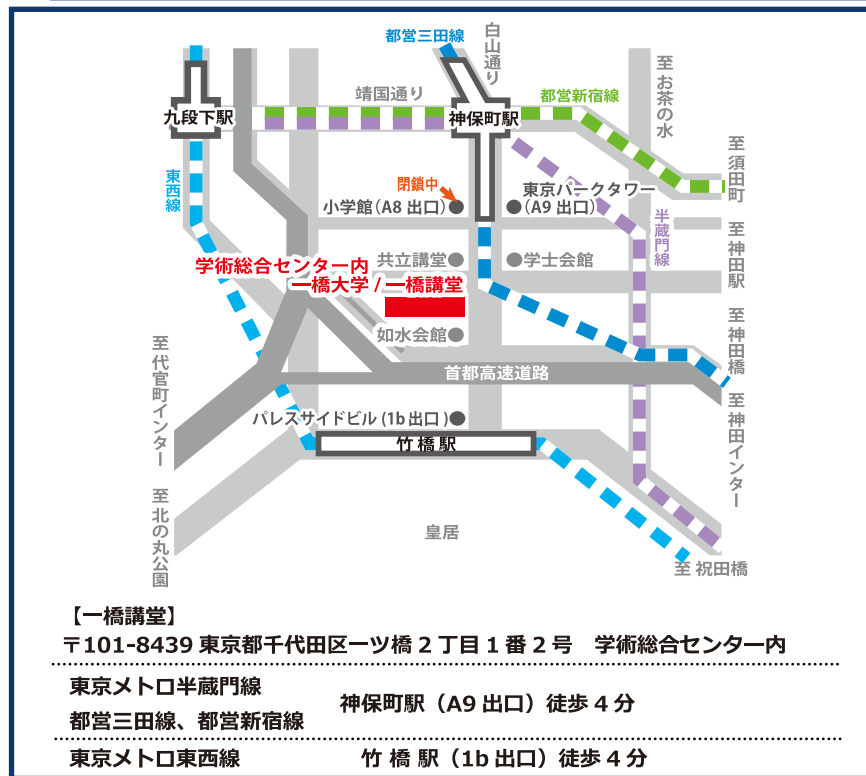 都営三田線
白山通り
至 お茶の水
靖国通り
都営新宿線
九段下駅
神保町駅
至 須田町
東西線
閉鎖中
小学館(A8 出口)
東京パークタワー
(A9 出口)
半蔵門線
至 神田駅
共立講堂
学士会館
学術総合センター内
一橋大学 / 一橋講堂
如水会館
至 神田橋
至 代官町インター
首都高速道路
至 神田インター
パレスサイドビル (1b 出口 )
竹 橋 駅
至 北の丸公園
皇居
至 祝田橋
【一橋講堂】
〒101-8439 東京都千代田区一ツ橋 2 丁目 1 番 2 号　学術総合センター内
東京メトロ半蔵門線
都営三田線、都営新宿線
神保町駅（A9 出口）徒歩 4 分
東京メトロ東西線
竹 橋 駅（1b 出口）徒歩 4 分